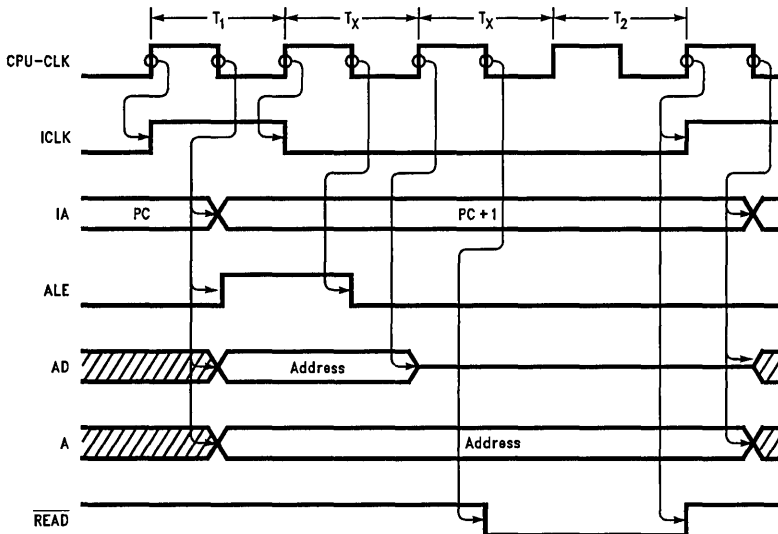 T1 TX TX T2
CPU-CLK
ICLK
IA PC PC + 1
ALE
AD Address
A Address
READ